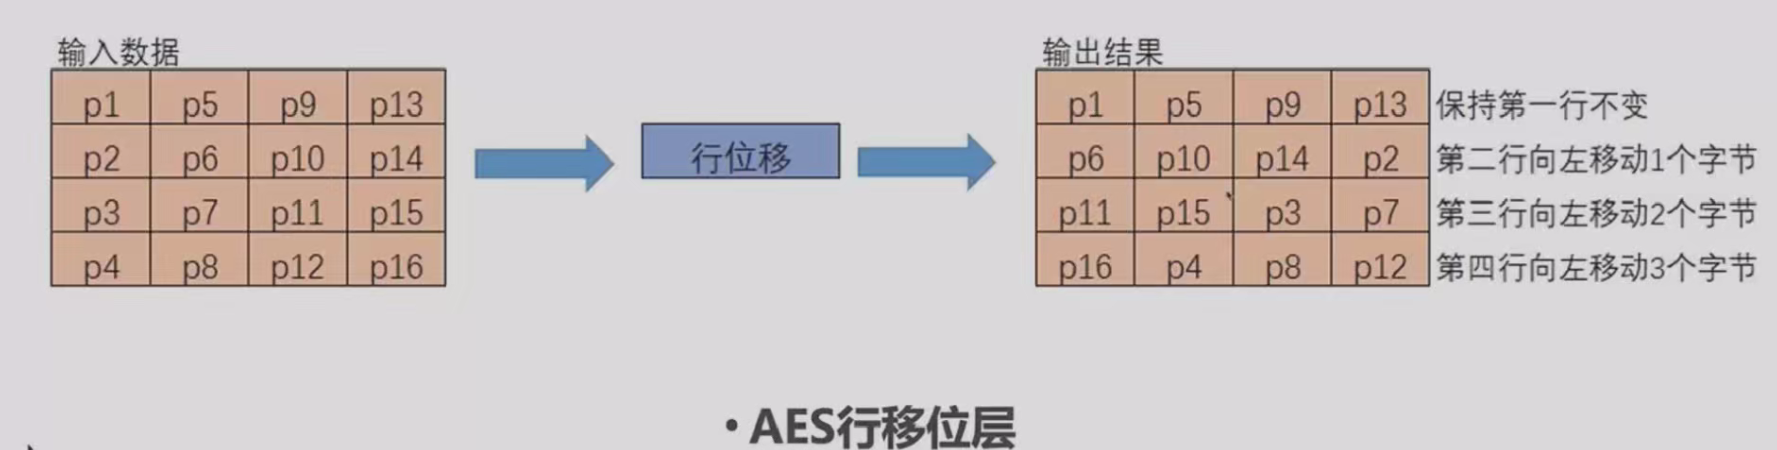 输入数据
p1 p5 p9 p13
p2 p6 p10 p14
p3 p7 p11 p15
p4 p8 p12 p16
行位移
输出结果
p1 p5 p9 p13 保持第一行不变
p6 p10 p14 p2 第二行向左移动1个字节
p11 p15 p3 p7 第三行向左移动2个字节
p16 p4 p8 p12 第四行向左移动3个字节
•AES行移位层